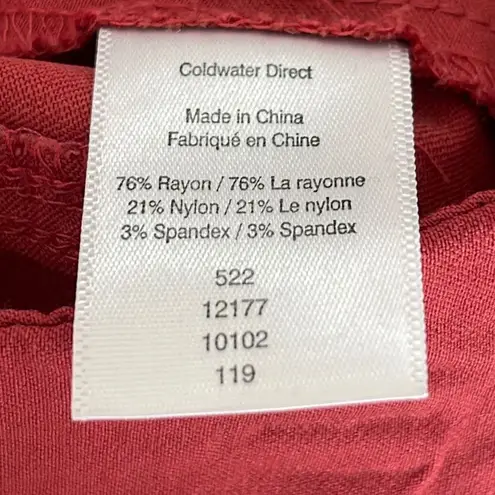 Coldwater Direct
Made in China
Fabriqué en Chine
76% Rayon / 76% La rayonne
21% Nylon / 21% Le nylon
3% Spandex / 3% Spandex
522
12177
10102
119